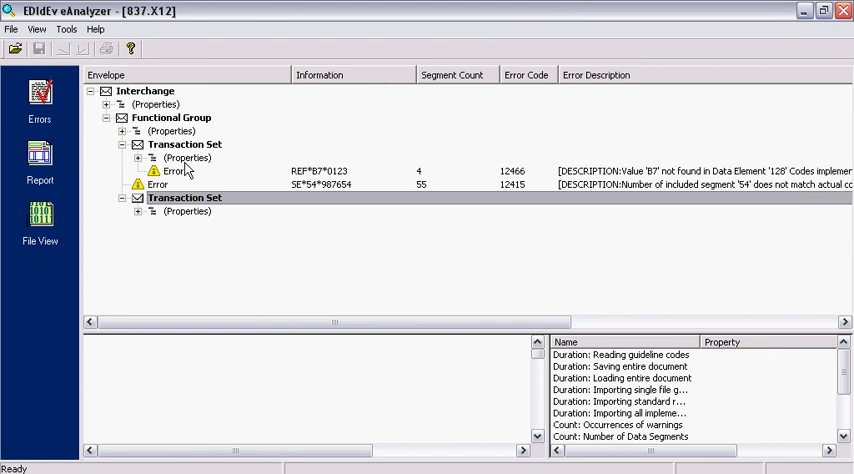 EDIdEv eAnalyzer - [837.X12]
File View Tools Help
Errors
Report
File View
Envelope Information Segment Count Error Code Error Description
Interchange
(Properties)
Functional Group
(Properties)
Transaction Set
(Properties)
Error REF*B7*0123 4 12466 [DESCRIPTION:Value 'B7' not found in Data Element '128' Codes implemen
Error SE*54*987654 55 12415 [DESCRIPTION:Number of included segment '54' does not match actual co
Transaction Set
(Properties)
Name Property
Duration: Reading guideline codes
Duration: Saving entire document
Duration: Loading entire document
Duration: Importing single file g...
Duration: Importing standard r...
Duration: Importing all impleme...
Count: Occurrences of warnings
Count: Number of Data Segments
Ready